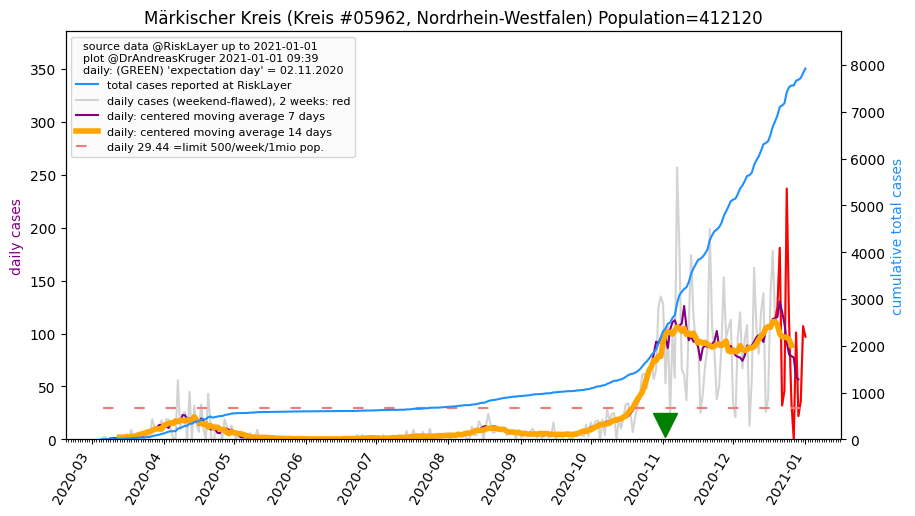 Märkischer Kreis (Kreis #05962, Nordrhein-Westfalen) Population=412120
source data @RiskLayer up to 2021-01-01
plot @DrAndreasKruger 2021-01-01 09:39
daily: (GREEN) 'expectation day' = 02.11.2020
total cases reported at RiskLayer
daily cases (weekend-flawed), 2 weeks: red
daily: centered moving average 7 days
daily: centered moving average 14 days
daily 29.44 =limit 500/week/1mio pop.
daily cases
350
300
250
200
150
100
50
0
cumulative total cases
8000
7000
6000
5000
4000
3000
2000
1000
0
2020-03
2020-04
2020-05
2020-06
2020-07
2020-08
2020-09
2020-10
2020-11
2020-12
2021-01